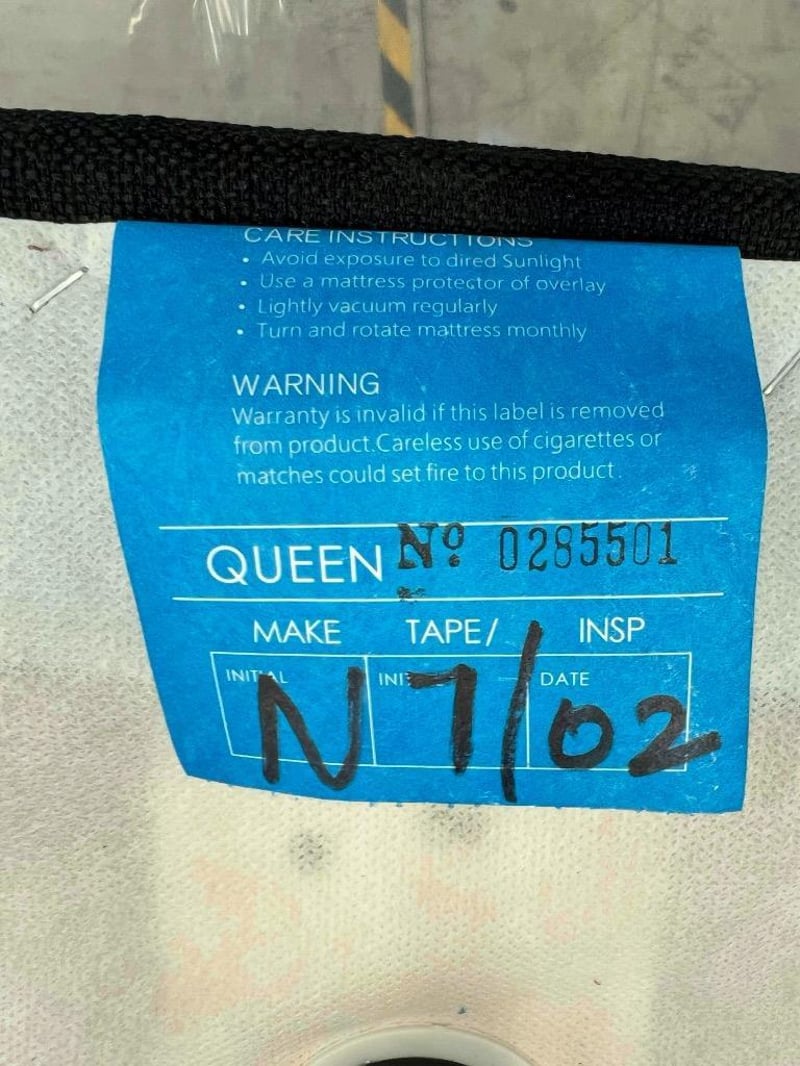 CARE INSTRUCTIONS
• Avoid exposure to dired Sunlight
• Use a mattress protector of overlay
• Lightly vacuum regularly
• Turn and rotate mattress monthly
WARNING
Warranty is invalid if this label is removed
from product.Careless use of cigarettes or
matches could set fire to this product.
QUEEN Nº 0285501
MAKE TAPE/ INSP
INITIAL DATE
N 7/02